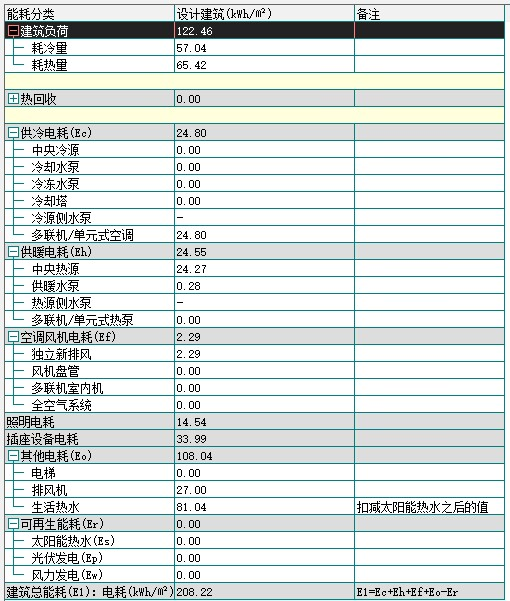 能耗分类 设计建筑(kWh/m²) 备注
建筑负荷 122.46
耗冷量 57.04
耗热量 65.42
热回收 0.00
供冷电耗(Ec) 24.80
中央冷源 0.00
冷却水泵 0.00
冷冻水泵 0.00
冷却塔 0.00
冷源侧水泵 -
多联机/单元式空调 24.80
供暖电耗(Eh) 24.55
中央热源 24.27
供暖水泵 0.28
热源侧水泵 -
多联机/单元式热泵 0.00
空调风机电耗(Ef) 2.29
独立新排风 2.29
风机盘管 0.00
多联机室内机 0.00
全空气系统 0.00
照明电耗 14.54
插座设备电耗 33.99
其他电耗(Eo) 108.04
电梯 0.00
排风机 27.00
生活热水 81.04 扣减太阳能热水之后的值
可再生能耗(Er) 0.00
太阳能热水(Es) 0.00
光伏发电(Ep) 0.00
风力发电(Ew) 0.00
建筑总能耗(E1): 电耗(kWh/m²) 208.22 E1=Ec+Eh+Ef+Eo-Er